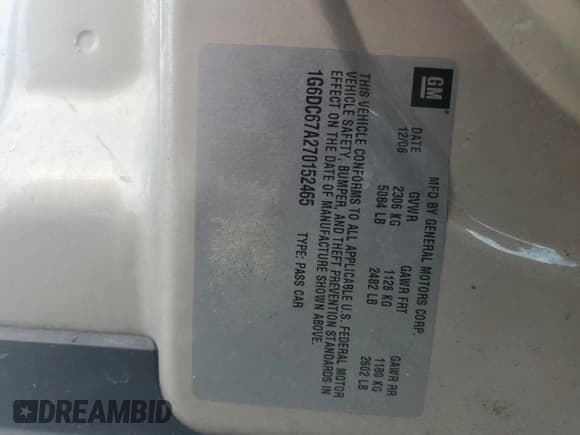 GM
MFD BY GENERAL MOTORS CORP.
DATE GVWR GAWR FRT GAWR RR
12/06 2306 KG 1126 KG 1180 KG
5084 LB 2482 LB 2602 LB
THIS VEHICLE CONFORMS TO ALL APPLICABLE U.S. FEDERAL MOTOR
VEHICLE SAFETY, BUMPER, AND THEFT PREVENTION STANDARDS IN
EFFECT ON THE DATE OF MANUFACTURE SHOWN ABOVE.
1G6DC67A270152465 TYPE: PASS CAR
DREAMBID